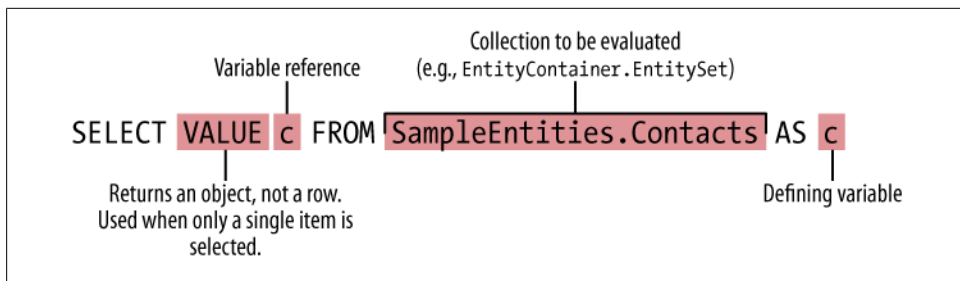 Collection to be evaluated
Variable reference
(e.g., EntityContainer.EntitySet)
SELECT VALUE c FROM SampleEntities.Contacts AS c
Returns an object, not a row.
Used when only a single item is
selected.
Defining variable